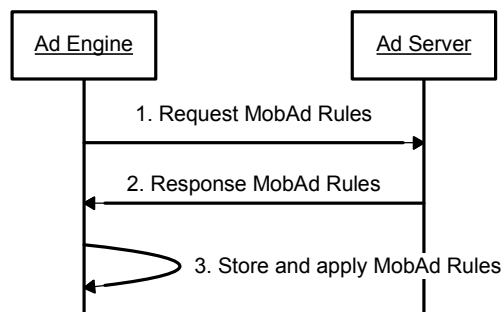 Ad Engine
Ad Server
1. Request MobAd Rules
2. Response MobAd Rules
3. Store and apply MobAd Rules